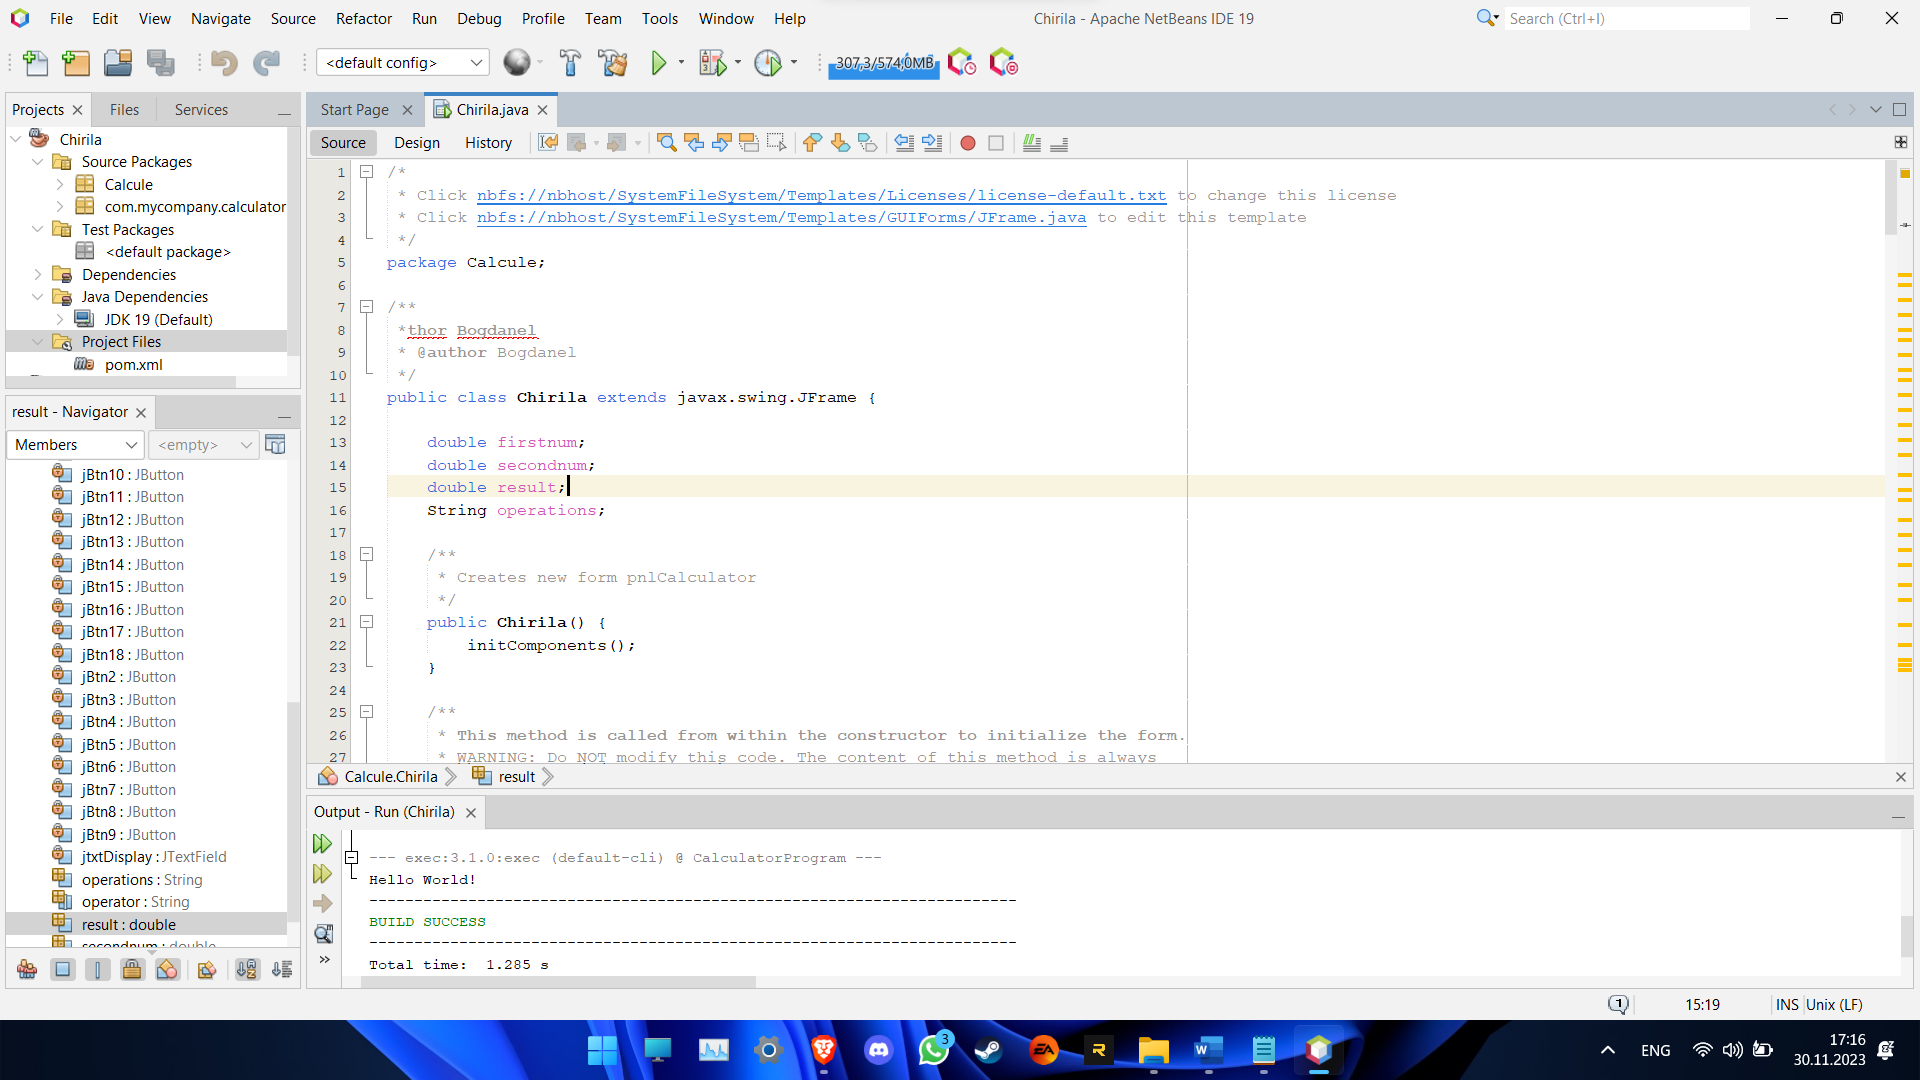 File Edit View Navigate Source Refactor Run Debug Profile Team Tools Window Help
Chirila - Apache NetBeans IDE 19
Search (Ctrl+I)
<default config>
307,3/574,0MB
Projects Files Services
Chirila
Source Packages
Calcule
com.mycompany.calculator
Test Packages
<default package>
Dependencies
Java Dependencies
JDK 19 (Default)
Project Files
pom.xml
result - Navigator
Members
<empty>
jBtn10 : JButton
jBtn11 : JButton
jBtn12 : JButton
jBtn13 : JButton
jBtn14 : JButton
jBtn15 : JButton
jBtn16 : JButton
jBtn17 : JButton
jBtn18 : JButton
jBtn2 : JButton
jBtn3 : JButton
jBtn4 : JButton
jBtn5 : JButton
jBtn6 : JButton
jBtn7 : JButton
jBtn8 : JButton
jBtn9 : JButton
jtxtDisplay : JTextField
operations : String
operator : String
result : double
secondnum : double
Start Page Chirila.java
Source Design History
1 /*
2 * Click nbfs://nbhost/SystemFileSystem/Templates/Licenses/license-default.txt to change this license
3 * Click nbfs://nbhost/SystemFileSystem/Templates/GUIForms/JFrame.java to edit this template
4 */
5 package Calcule;
6
7 /**
8 *thor Bogdanel
9 * @author Bogdanel
10 */
11 public class Chirila extends javax.swing.JFrame {
12
13 double firstnum;
14 double secondnum;
15 double result;
16 String operations;
17
18 /**
19 * Creates new form pnlCalculator
20 */
21 public Chirila() {
22 initComponents();
23 }
24
25 /**
26 * This method is called from within the constructor to initialize the form.
27 * WARNING: Do NOT modify this code. The content of this method is always
Calcule.Chirila result
Output - Run (Chirila)
--- exec:3.1.0:exec (default-cli) @ CalculatorProgram ---
Hello World!
------------------------------------------------------------------------
BUILD SUCCESS
------------------------------------------------------------------------
Total time:  1.285 s
1 15:19 INS Unix (LF)
3
ENG
17:16
30.11.2023